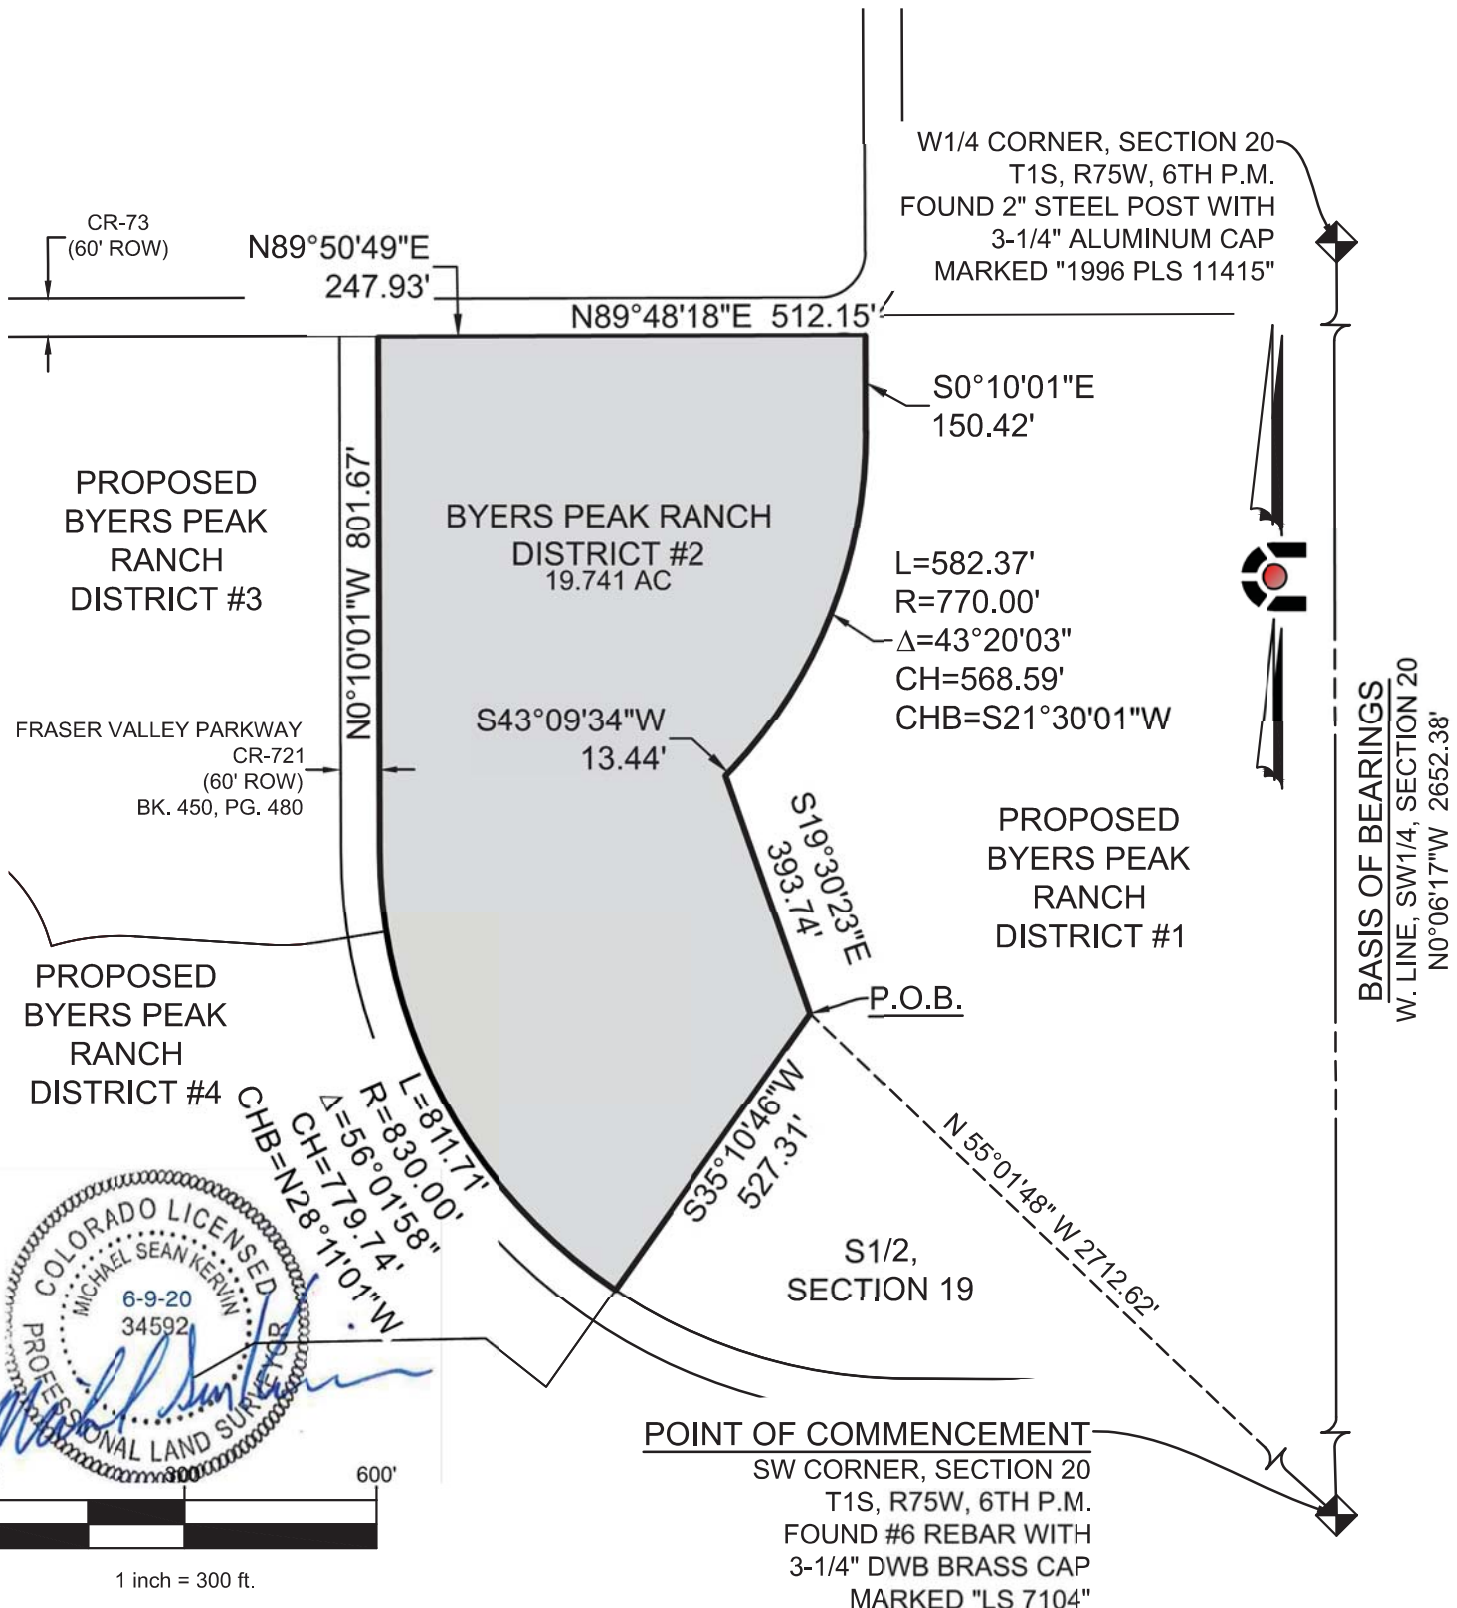 W1/4 CORNER, SECTION 20
T1S, R75W, 6TH P.M.
FOUND 2" STEEL POST WITH
3-1/4" ALUMINUM CAP
MARKED "1996 PLS 11415"
CR-73
(60' ROW)
N89°50'49"E
247.93'
N89°48'18"E 512.15'
S0°10'01"E
150.42'
PROPOSED
BYERS PEAK
RANCH
DISTRICT #3
N0°10'01"W 801.67'
BYERS PEAK RANCH
DISTRICT #2
19.741 AC
L=582.37'
R=770.00'
Δ=43°20'03"
CH=568.59'
CHB=S21°30'01"W
S43°09'34"W
13.44'
FRASER VALLEY PARKWAY
CR-721
(60' ROW)
BK. 450, PG. 480
S19°30'23"E
393.74'
PROPOSED
BYERS PEAK
RANCH
DISTRICT #1
BASIS OF BEARINGS
W. LINE, SW1/4, SECTION 20
N0°06'17"W 2652.38'
PROPOSED
BYERS PEAK
RANCH
DISTRICT #4
P.O.B.
L=811.71'
R=830.00'
Δ=56°01'58"
CH=779.74'
CHB=N28°11'01"W
S35°10'46"W
527.31'
N 55°01'48" W 2712.62'
S1/2,
SECTION 19
COLORADO LICENSED
MICHAEL SEAN KERVIN
6-9-20
34592
PROFESSIONAL LAND SURVEYOR
300'
600'
1 inch = 300 ft.
POINT OF COMMENCEMENT
SW CORNER, SECTION 20
T1S, R75W, 6TH P.M.
FOUND #6 REBAR WITH
3-1/4" DWB BRASS CAP
MARKED "LS 7104"